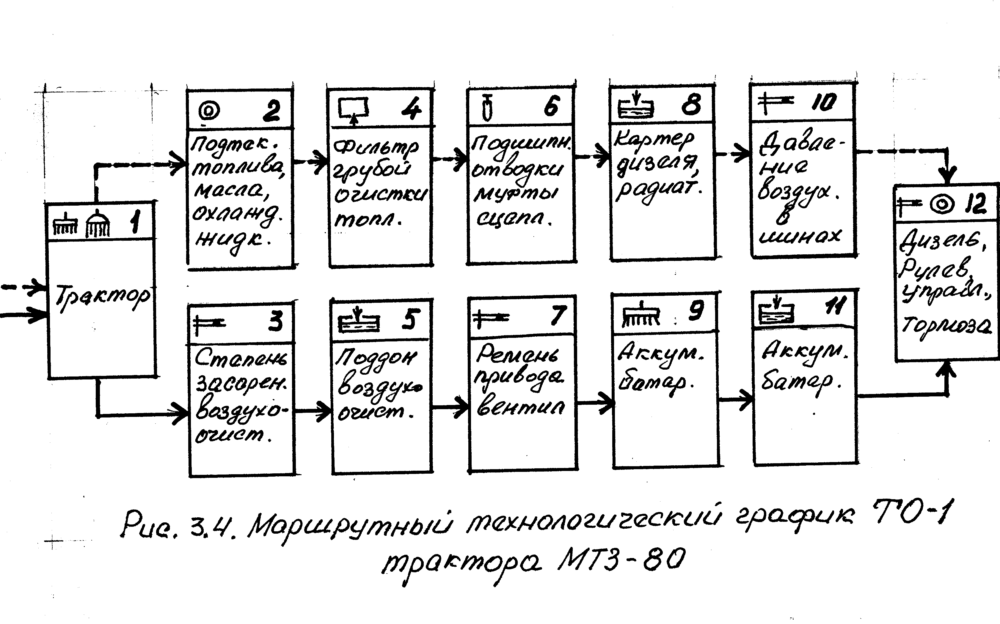 1
Трактор
2
Подтек.
топлива,
масла,
охлажд.
жидк.
4
Фильтр
грубой
очистки
топл.
6
Подшипн.
отводки
муфты
сцепл.
8
Картер
дизеля,
радиат.
10
Давле-
ние
воздух.
в
шинах
3
Степень
засорен.
воздухо-
очист.
5
Поддон
воздухо
очист.
7
Ремень
привода
вентил
9
Аккум.
батар.
11
Аккум.
батар.
12
Дизель,
Рулев.
управл.,
Тормоза
Рис. 3.4. Маршрутный технологический график ТО-1
трактора МТЗ-80